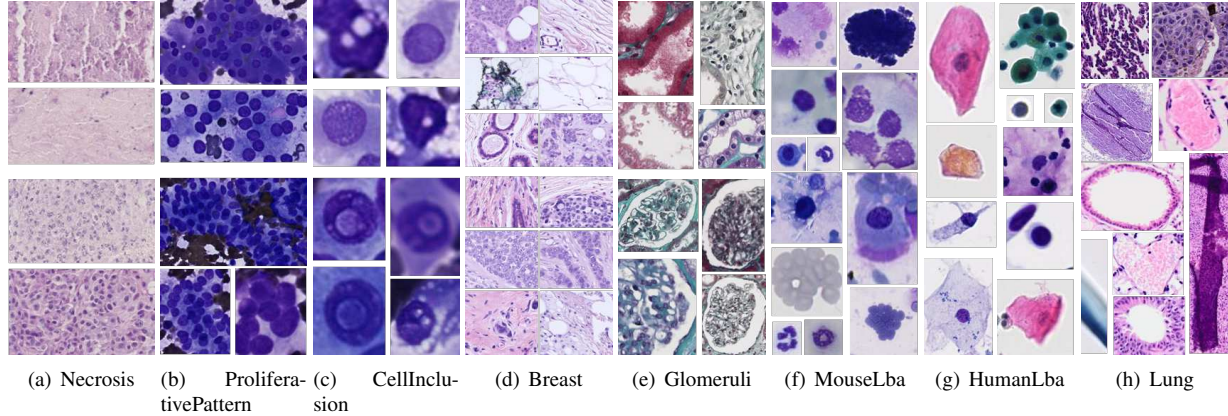 (a) Necrosis
(b) Prolifera-
tivePattern
(c) CellInclu-
sion
(d) Breast
(e) Glomeruli
(f) MouseLba
(g) HumanLba
(h) Lung